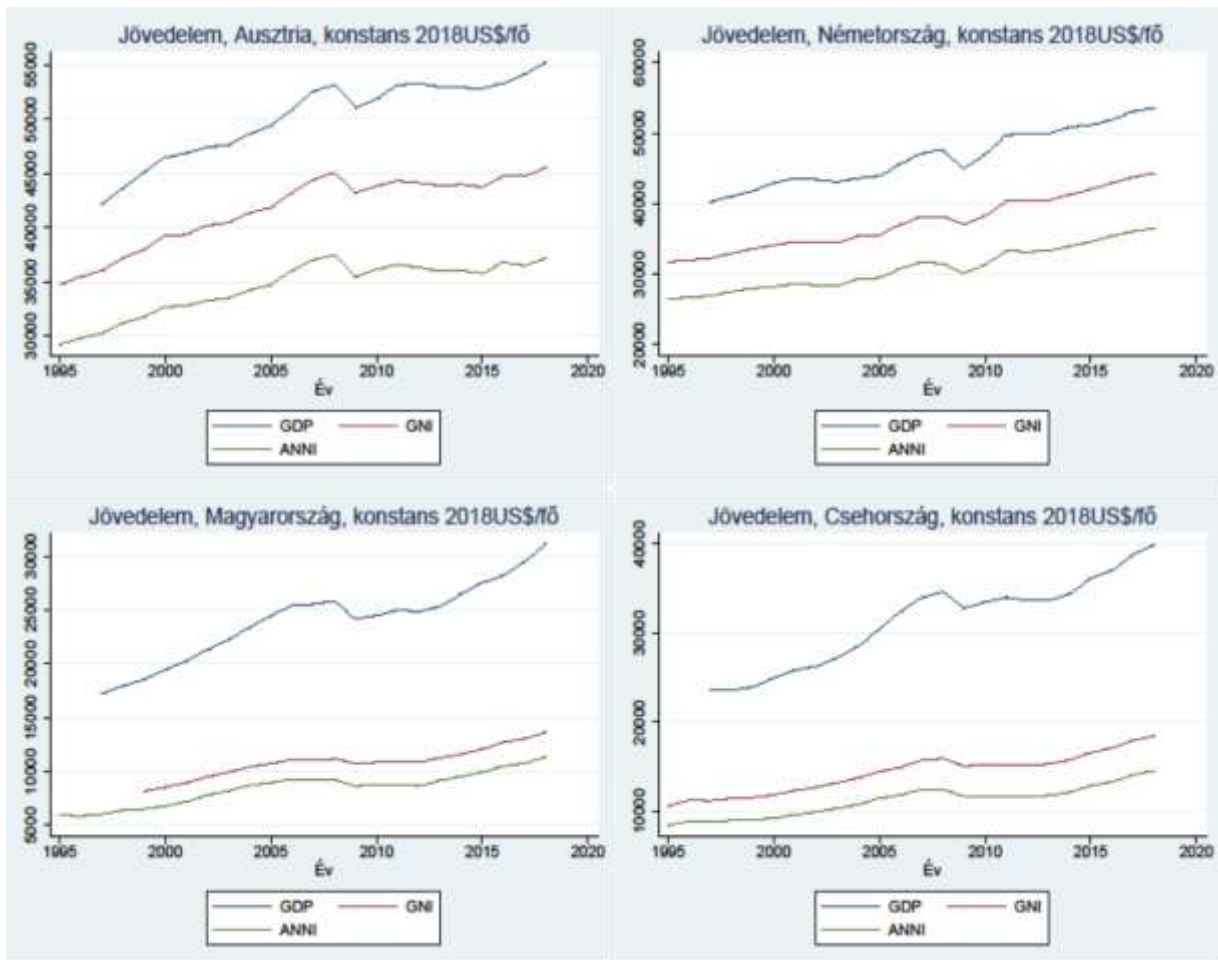 Jövedelem, Ausztria, konstans 2018US$/fő
55000
50000
45000
40000
35000
30000
1995 2000 2005 2010 2015 2020
Év
GDP GNI
ANNI
Jövedelem, Németország, konstans 2018US$/fő
60000
50000
40000
30000
20000
1995 2000 2005 2010 2015 2020
Év
GDP GNI
ANNI
Jövedelem, Magyarország, konstans 2018US$/fő
30000
25000
20000
15000
10000
5000
1995 2000 2005 2010 2015 2020
Év
GDP GNI
ANNI
Jövedelem, Csehország, konstans 2018US$/fő
40000
30000
20000
10000
1995 2000 2005 2010 2015 2020
Év
GDP GNI
ANNI